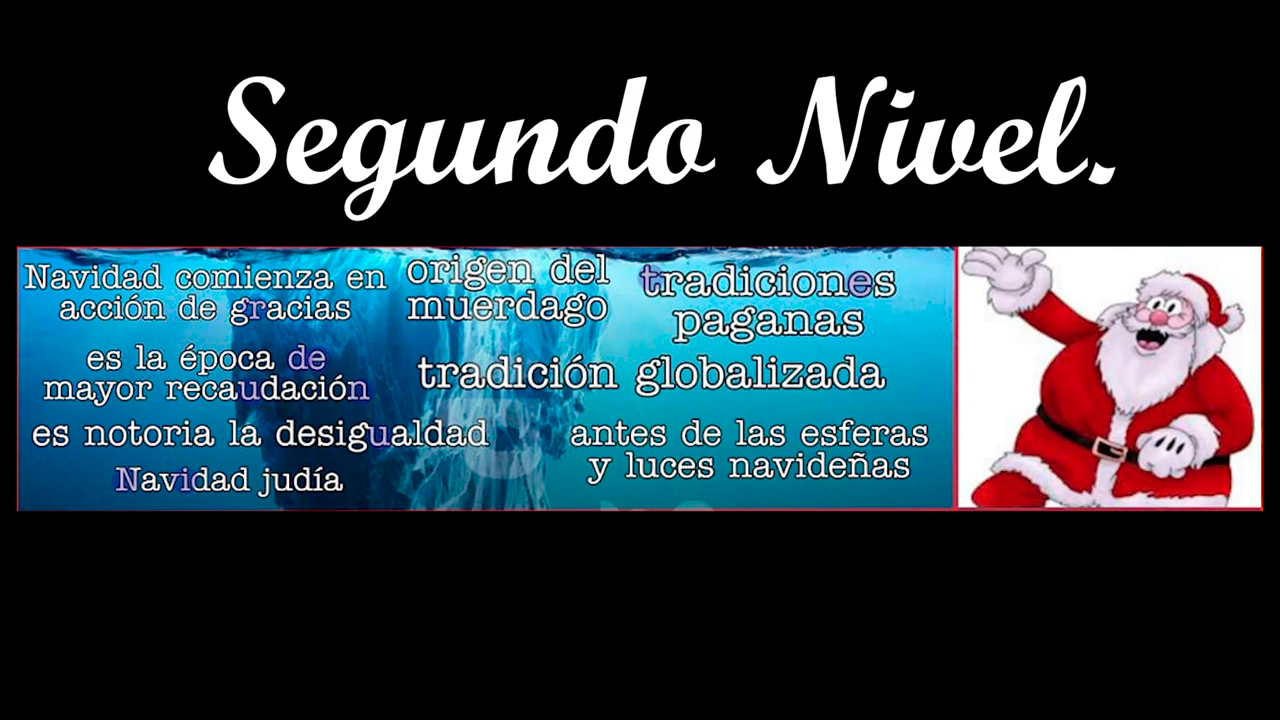 Segundo Nivel.
Navidad comienza en
acción de gracias
origen del
muerdago
tradiciones
paganas
es la época de
mayor recaudación
tradición globalizada
es notoria la desigualdad
antes de las esferas
y luces navideñas
Navidad judía